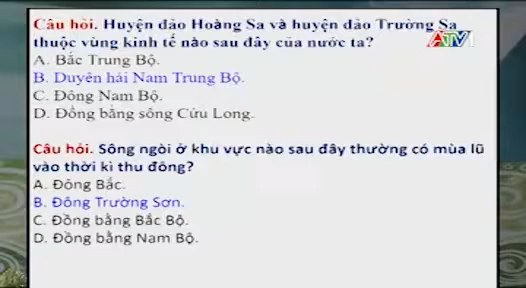 Câu hỏi. Huyện đảo Hoàng Sa và huyện đảo Trường Sa
thuộc vùng kinh tế nào sau đây của nước ta?
ATV1
A. Bắc Trung Bộ.
B. Duyên hải Nam Trung Bộ.
C. Đông Nam Bộ.
D. Đồng bằng sông Cửu Long.
Câu hỏi. Sông ngòi ở khu vực nào sau đây thường có mùa lũ
vào thời kì thu đông?
A. Đông Bắc.
B. Đông Trường Sơn.
C. Đồng bằng Bắc Bộ.
D. Đồng bằng Nam Bộ.